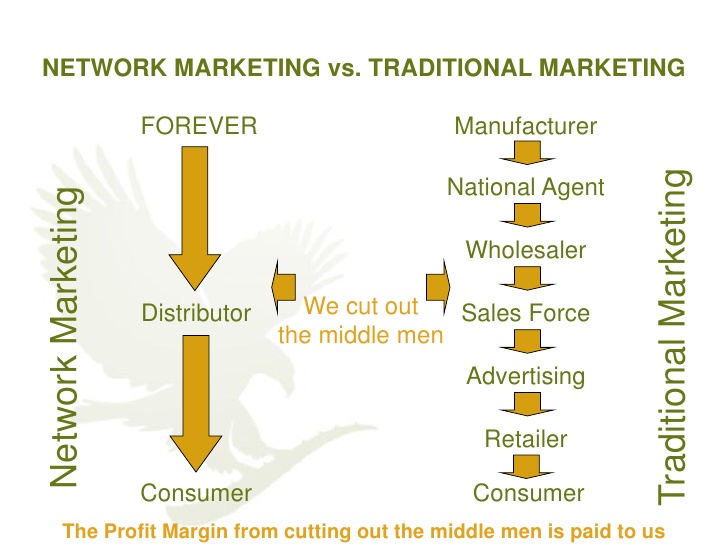 NETWORK MARKETING vs. TRADITIONAL MARKETING
Network Marketing
FOREVER
Distributor
Consumer
We cut out
the middle men
Manufacturer
National Agent
Wholesaler
Sales Force
Advertising
Retailer
Consumer
Traditional Marketing
The Profit Margin from cutting out the middle men is paid to us